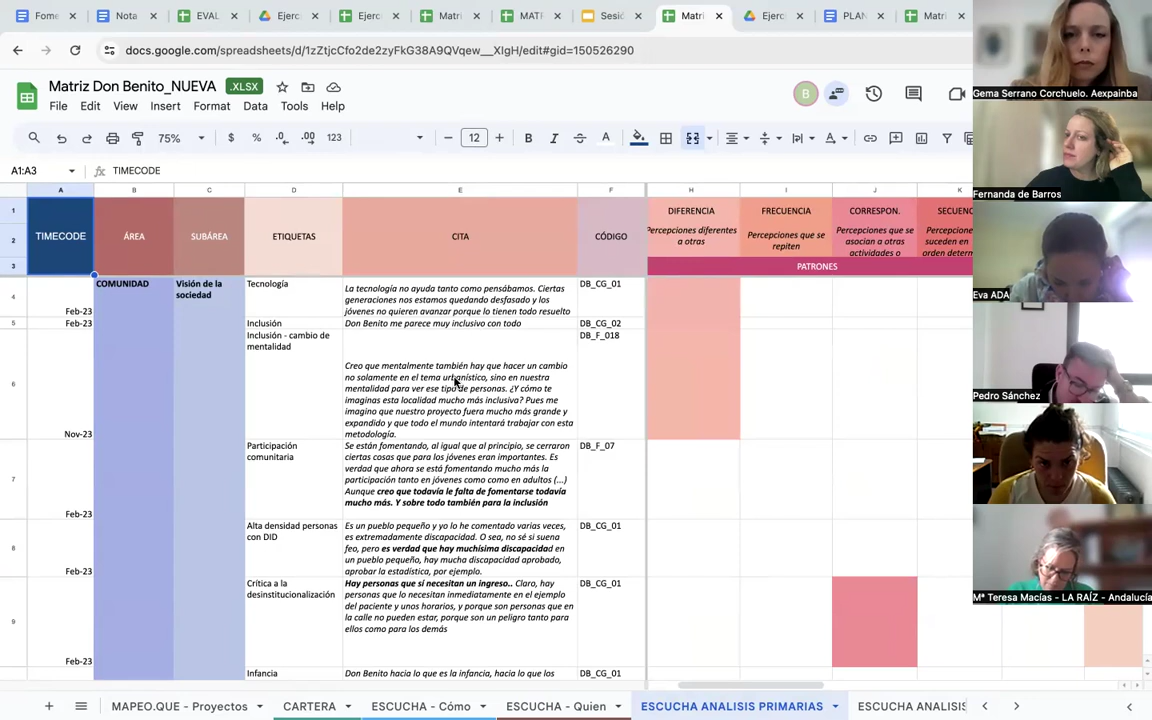 Fome
Nota
EVAL
Ejerc
Ejerc
Matri
MATR
Sesió
Matri
Ejerc
PLAN
Matri
docs.google.com/spreadsheets/d/1zZtjcCfo2de2zyFkG38A9QVqew__XIgH/edit#gid=150526290
Matriz Don Benito_NUEVA .XLSX
File Edit View Insert Format Data Tools Help
B
75% $ % .0 .00 123 12 B I A
A1:A3 fx TIMECODE
A B C D E F H I J K
1 2 3
TIMECODE ÁREA SUBÁREA ETIQUETAS CITA CÓDIGO
DIFERENCIA FRECUENCIA CORRESPON. SECUENC
Percepciones diferentes
a otras
Percepciones que se
repiten
Percepciones que se
asocian a otras
actividades o
Percepcione
suceden en
orden determ
PATRONES
4
Feb-23
COMUNIDAD
Visión de la
sociedad
Tecnología
La tecnología no ayuda tanto como pensábamos. Ciertas
generaciones nos estamos quedando desfasado y los
jóvenes no quieren avanzar porque lo tienen todo resuelto
DB_CG_01
5
Feb-23
Inclusión
Don Benito me parece muy inclusivo con todo
DB_CG_02
6
Nov-23
Inclusión - cambio de
mentalidad
Creo que mentalmente también hay que hacer un cambio
no solamente en el tema urbanístico, sino en nuestra
mentalidad para ver ese tipo de personas. ¿Y cómo te
imaginas esta localidad mucho más inclusiva? Pues me
imagino que nuestro proyecto fuera mucho más grande y
expandido y que todo el mundo intentará trabajar con esta
metodología.
DB_F_018
7
Feb-23
Participación
comunitaria
Se están fomentando, al igual que al principio, se cerraron
ciertas cosas que para los jóvenes eran importantes. Es
verdad que ahora se está fomentando mucho más la
participación tanto en jóvenes como como en adultos (...)
Aunque creo que todavía le falta de fomentarse todavía
mucho más. Y sobre todo también para la inclusión
DB_F_07
8
Feb-23
Alta densidad personas
con DID
Es un pueblo pequeño y yo lo he comentado varias veces,
es extremadamente discapacidad. O sea, no sé si suena
feo, pero es verdad que hay muchísima discapacidad en
un pueblo pequeño, hay mucha discapacidad aprobado,
aprobar la estadística, por ejemplo.
DB_CG_01
9
Feb-23
Crítica a la
desinstitucionalización
Hay personas que sí necesitan un ingreso.. Claro, hay
personas que lo necesitan inmediatamente en el ejemplo
del paciente y unos horarios, y porque son personas que en
la calle no pueden estar, porque son un peligro tanto para
ellos como para los demás
DB_CG_01
Infancia
Don Benito hacia lo que es la infancia, hacia lo que los
DB_CG_01
MAPEO.QUE - Proyectos CARTERA ESCUCHA - Cómo ESCUCHA - Quien ESCUCHA ANALISIS PRIMARIAS ESCUCHA ANALISIS
Gema Serrano Corchuelo. Aexpainba
Fernanda de Barros
Eva ADA
Pedro Sánchez
Mª Teresa Macías - LA RAÍZ - Andalucía